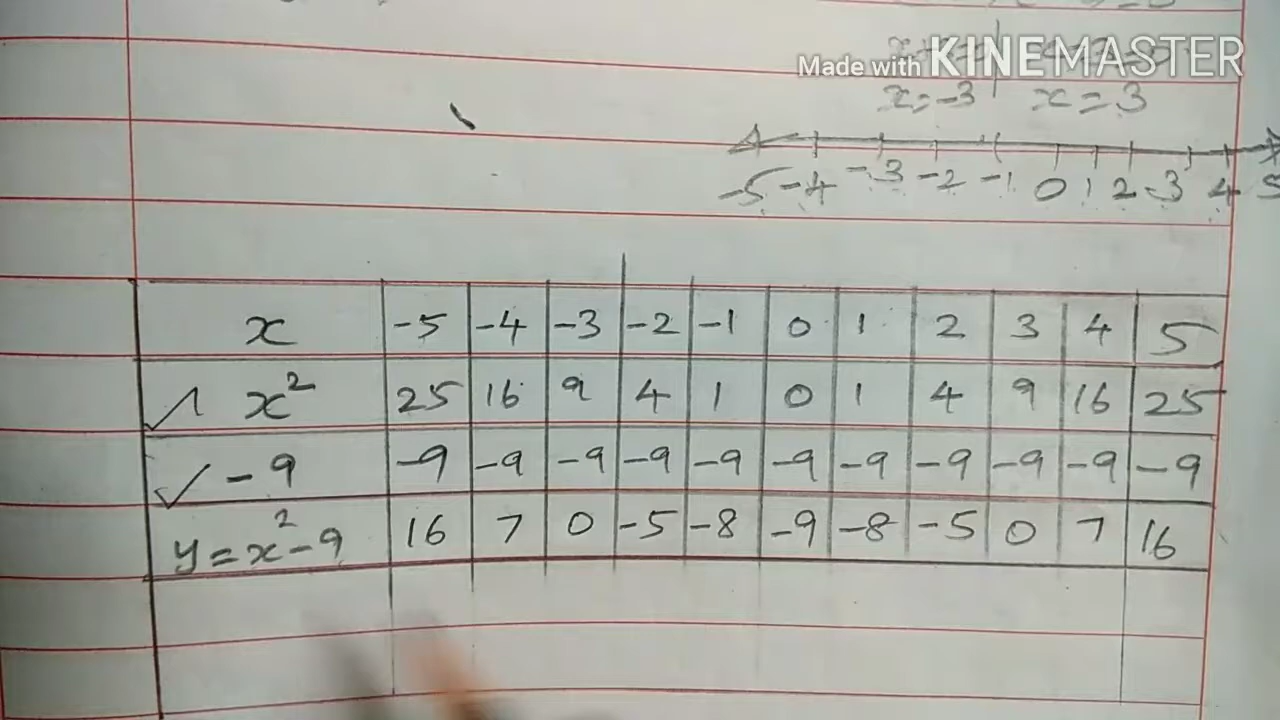 Made with KINEMASTER
x=-3 x=3
-5 -4 -3 -2 -1 0 1 2 3 4 5
x -5 -4 -3 -2 -1 0 1 2 3 4 5
✓ x² 25 16 9 4 1 0 1 4 9 16 25
✓ -9 -9 -9 -9 -9 -9 -9 -9 -9 -9 -9 -9
y=x²-9 16 7 0 -5 -8 -9 -8 -5 0 7 16